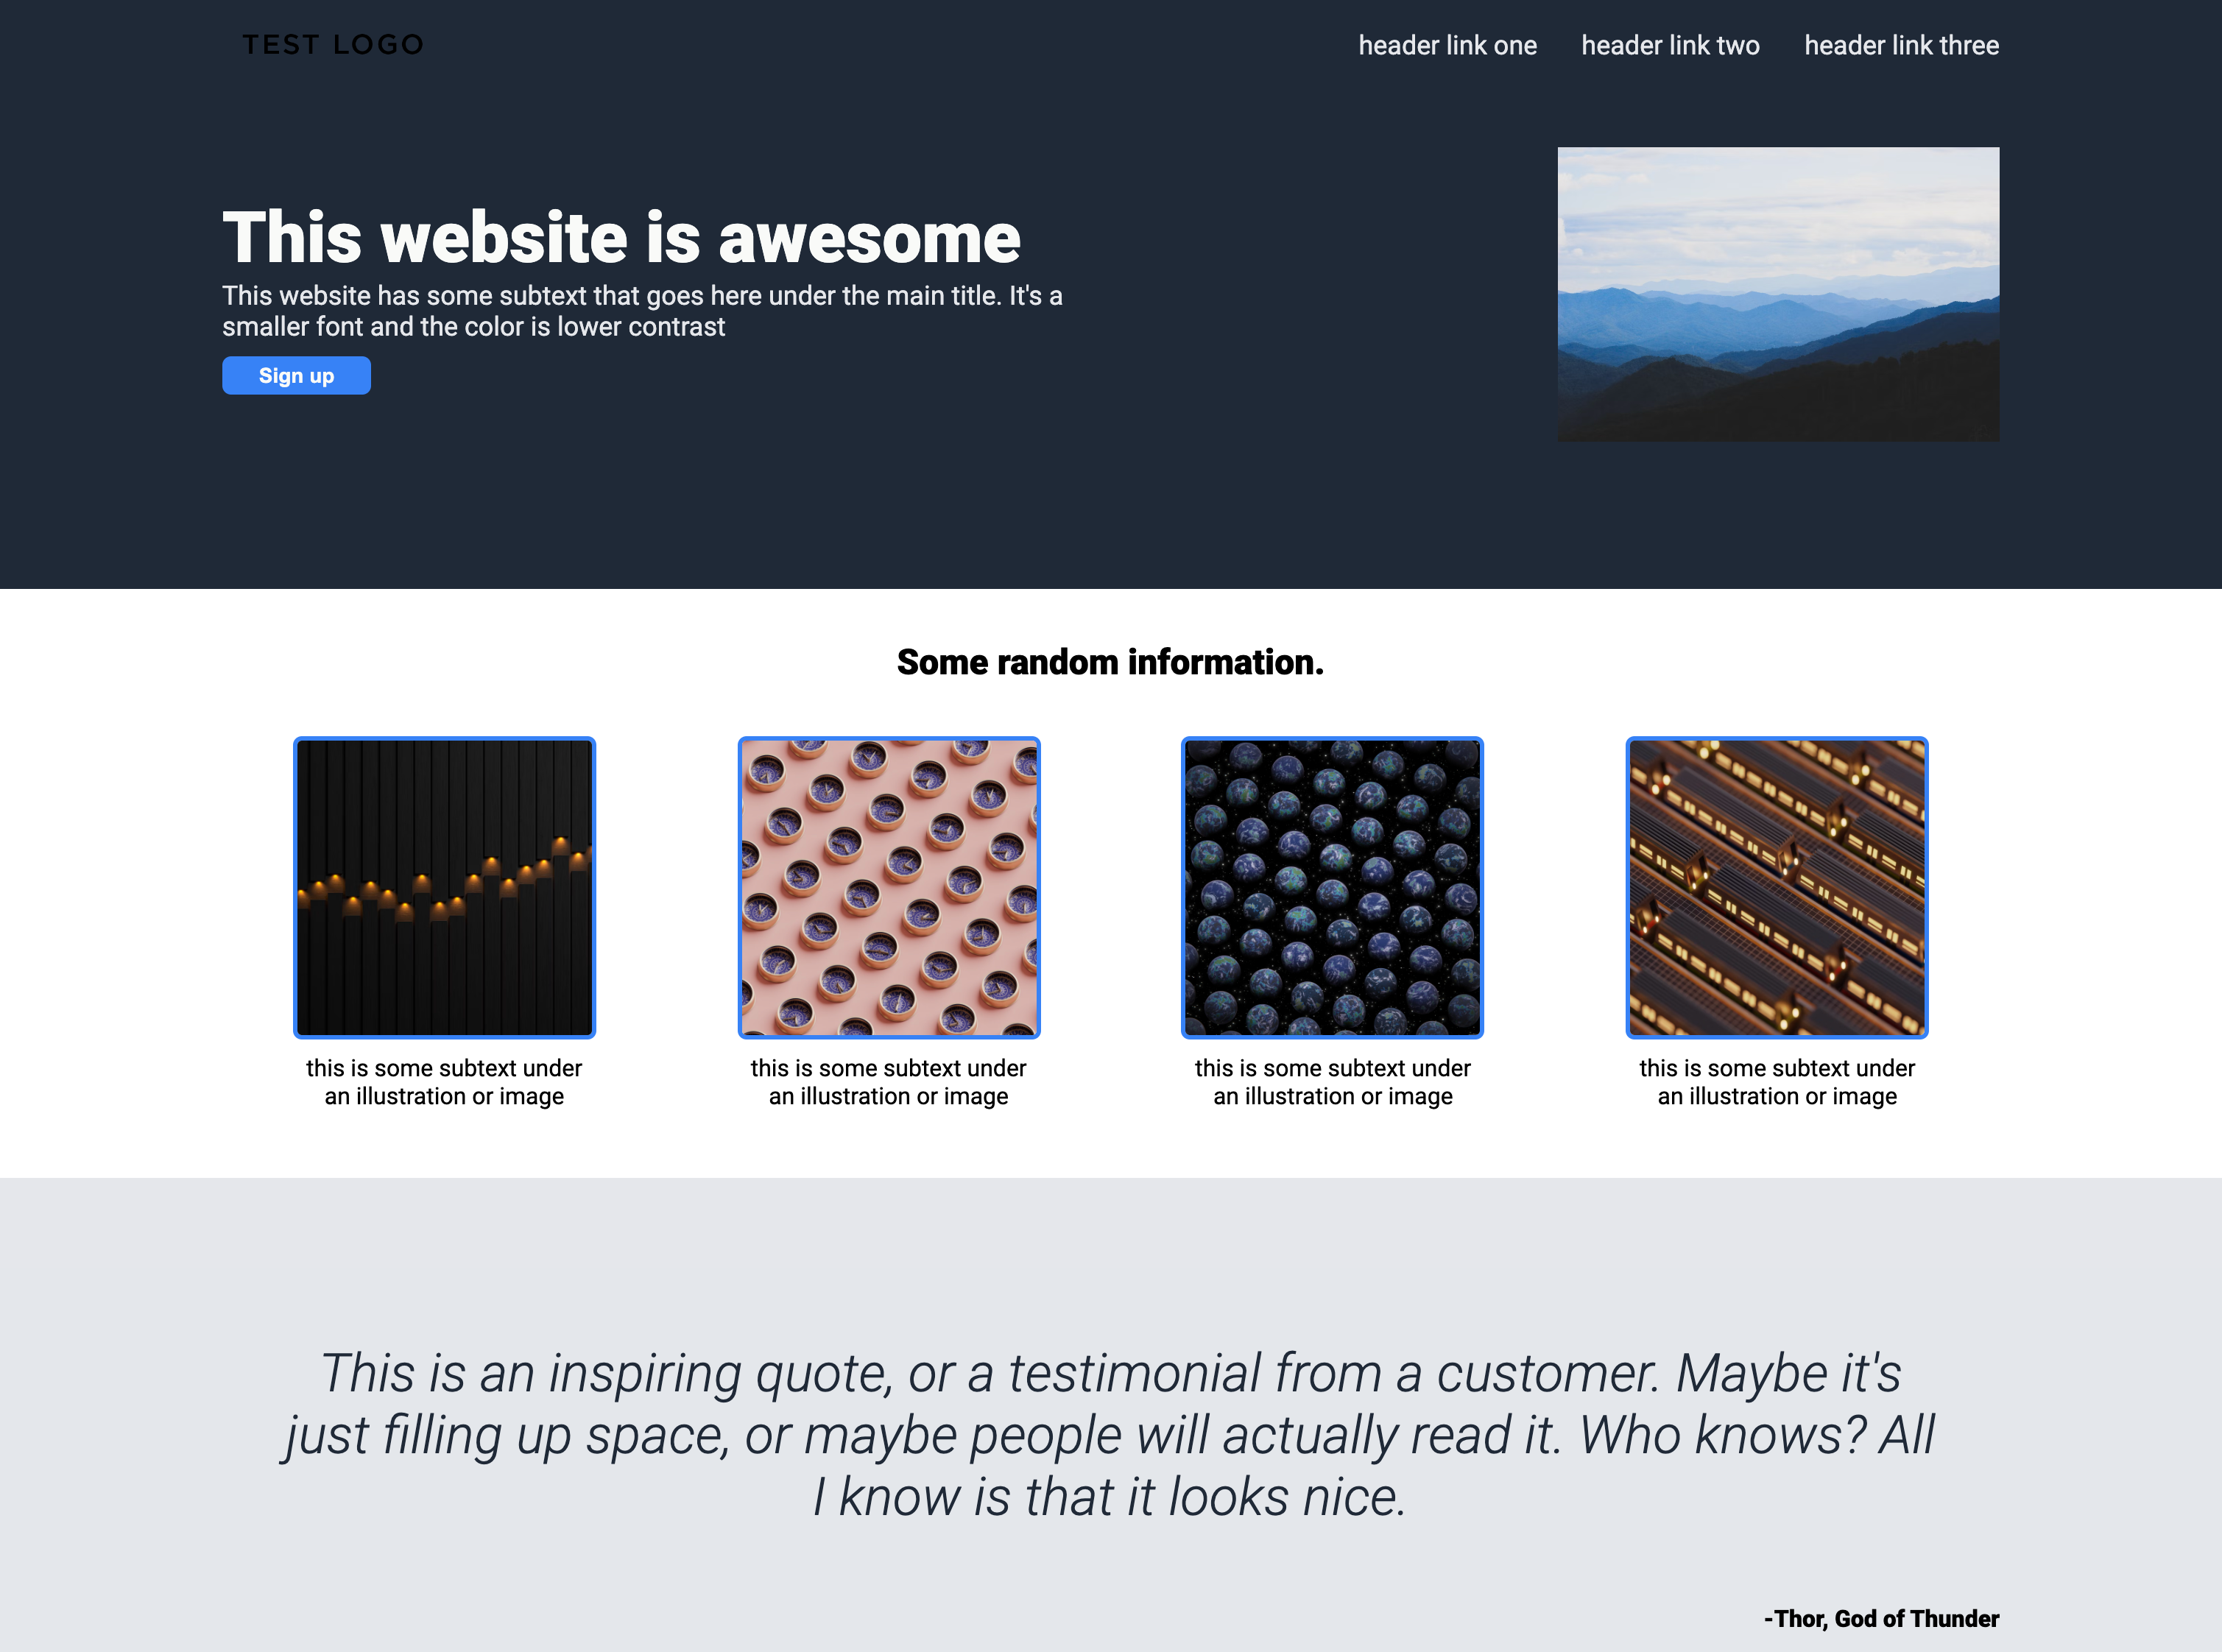 TEST LOGO
header link one header link two header link three
This website is awesome
This website has some subtext that goes here under the main title. It's a
smaller font and the color is lower contrast
Sign up
Some random information.
this is some subtext under
an illustration or image
this is some subtext under
an illustration or image
this is some subtext under
an illustration or image
this is some subtext under
an illustration or image
This is an inspiring quote, or a testimonial from a customer. Maybe it's
just filling up space, or maybe people will actually read it. Who knows? All
I know is that it looks nice.
-Thor, God of Thunder